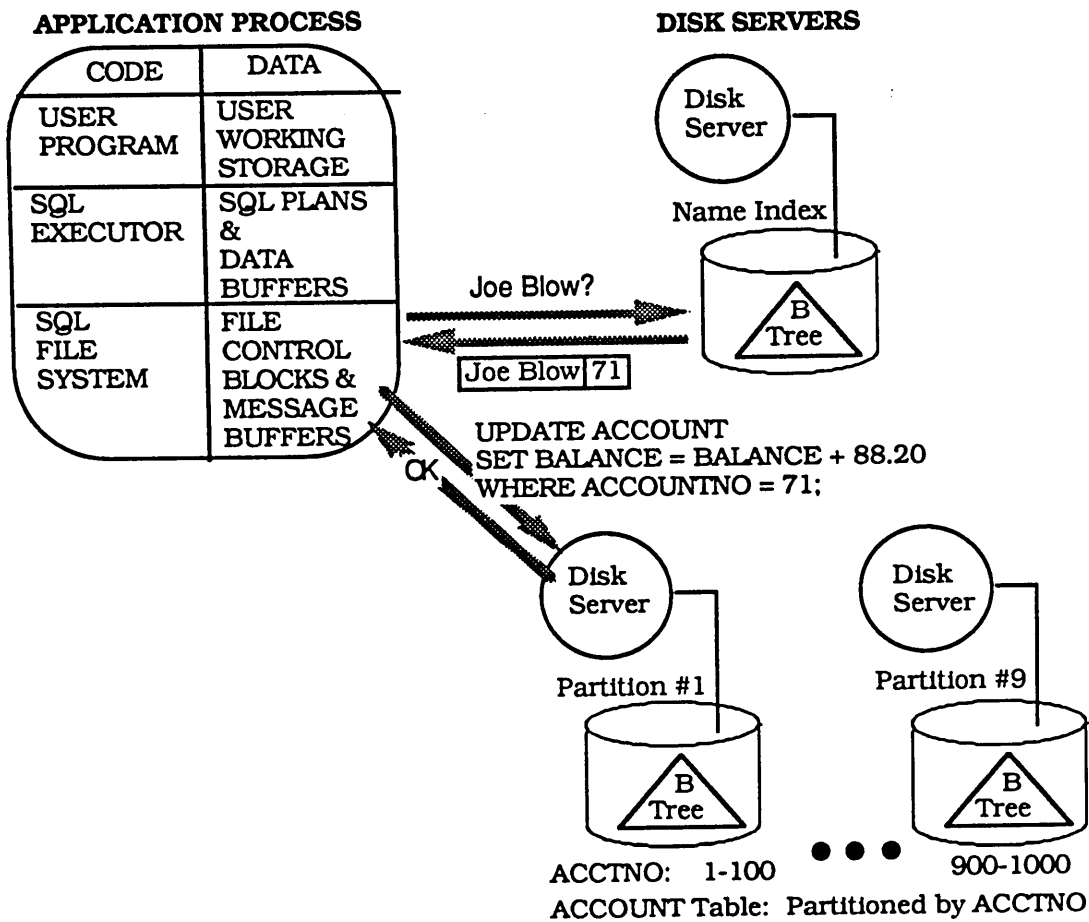 APPLICATION PROCESS
DISK SERVERS
CODE
DATA
USER
PROGRAM
USER
WORKING
STORAGE
SQL
EXECUTOR
SQL PLANS
&
DATA
BUFFERS
SQL
FILE
SYSTEM
FILE
CONTROL
BLOCKS &
MESSAGE
BUFFERS
Disk
Server
Name Index
B
Tree
Joe Blow?
Joe Blow 71
UPDATE ACCOUNT
SET BALANCE = BALANCE + 88.20
WHERE ACCOUNTNO = 71;
OK
Disk
Server
Partition #1
B
Tree
Disk
Server
Partition #9
B
Tree
ACCTNO: 1-100
900-1000
ACCOUNT Table: Partitioned by ACCTNO